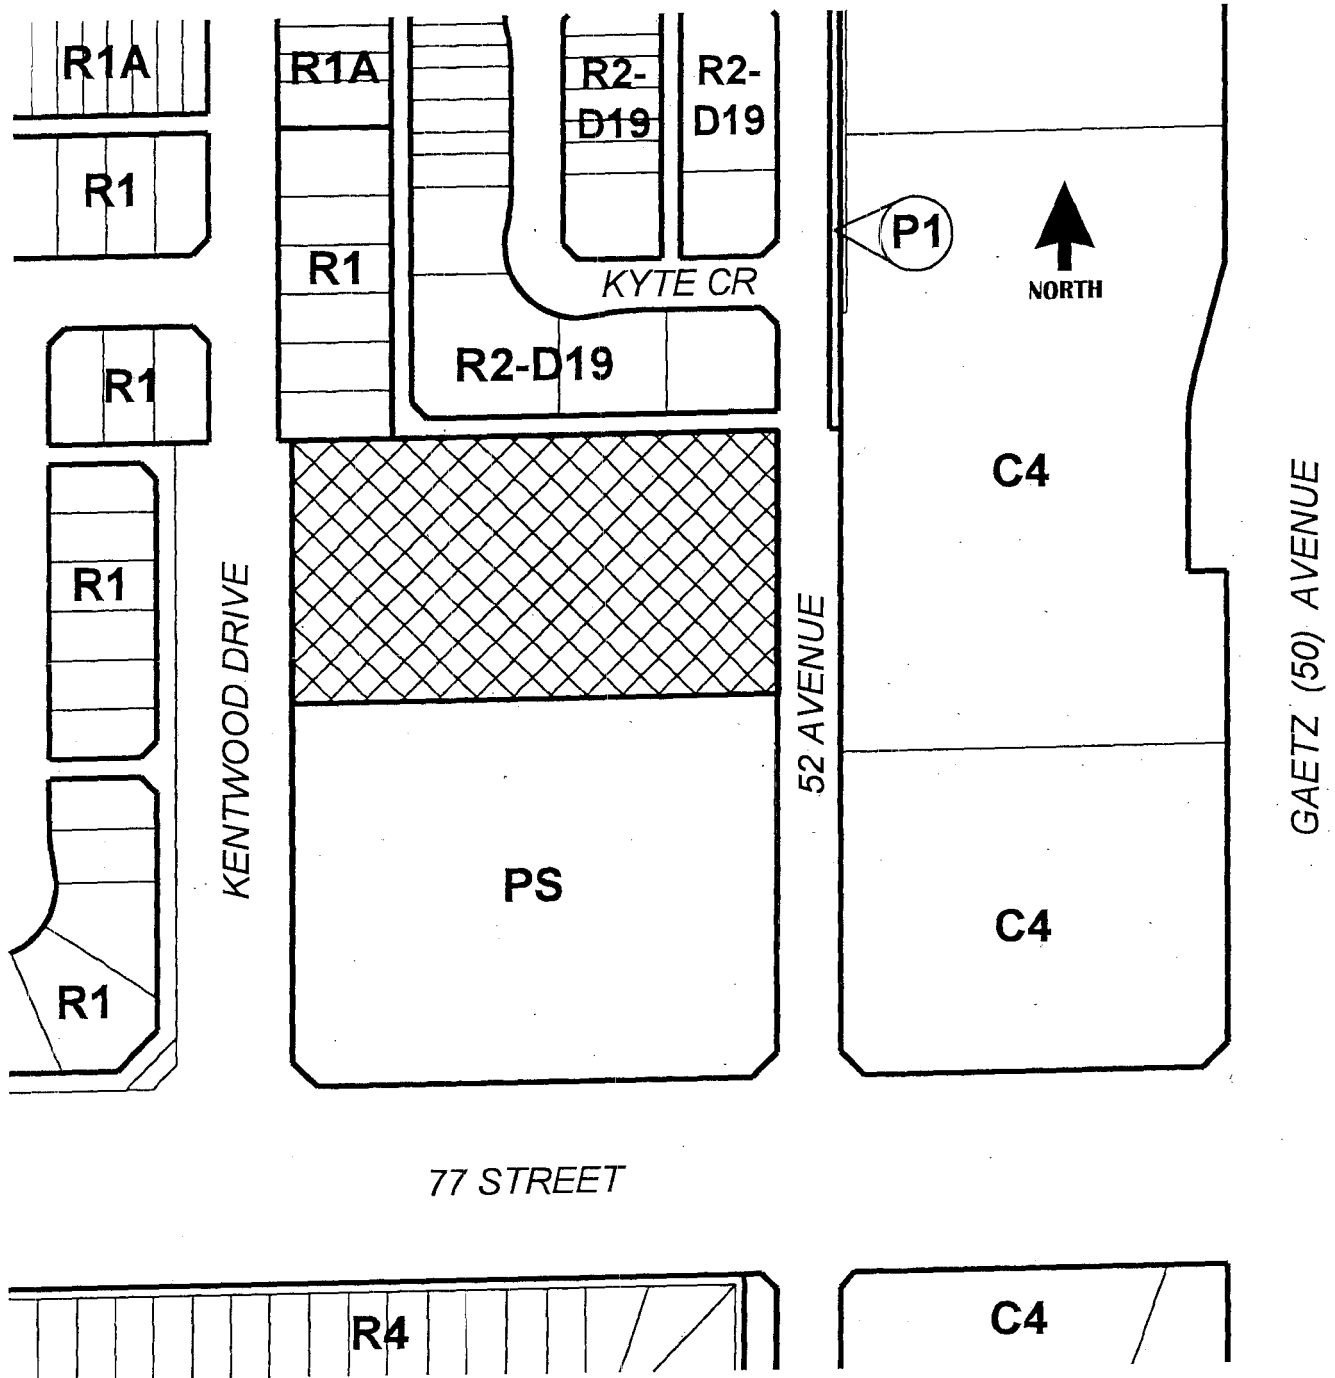 R1A
R1A
R2-
D19
R2-
D19
R1
R1
P1
KYTE CR
NORTH
R1
R2-D19
C4
R1
KENTWOOD DRIVE
52 AVENUE
GAETZ (50) AVENUE
PS
C4
R1
77 STREET
R4
C4